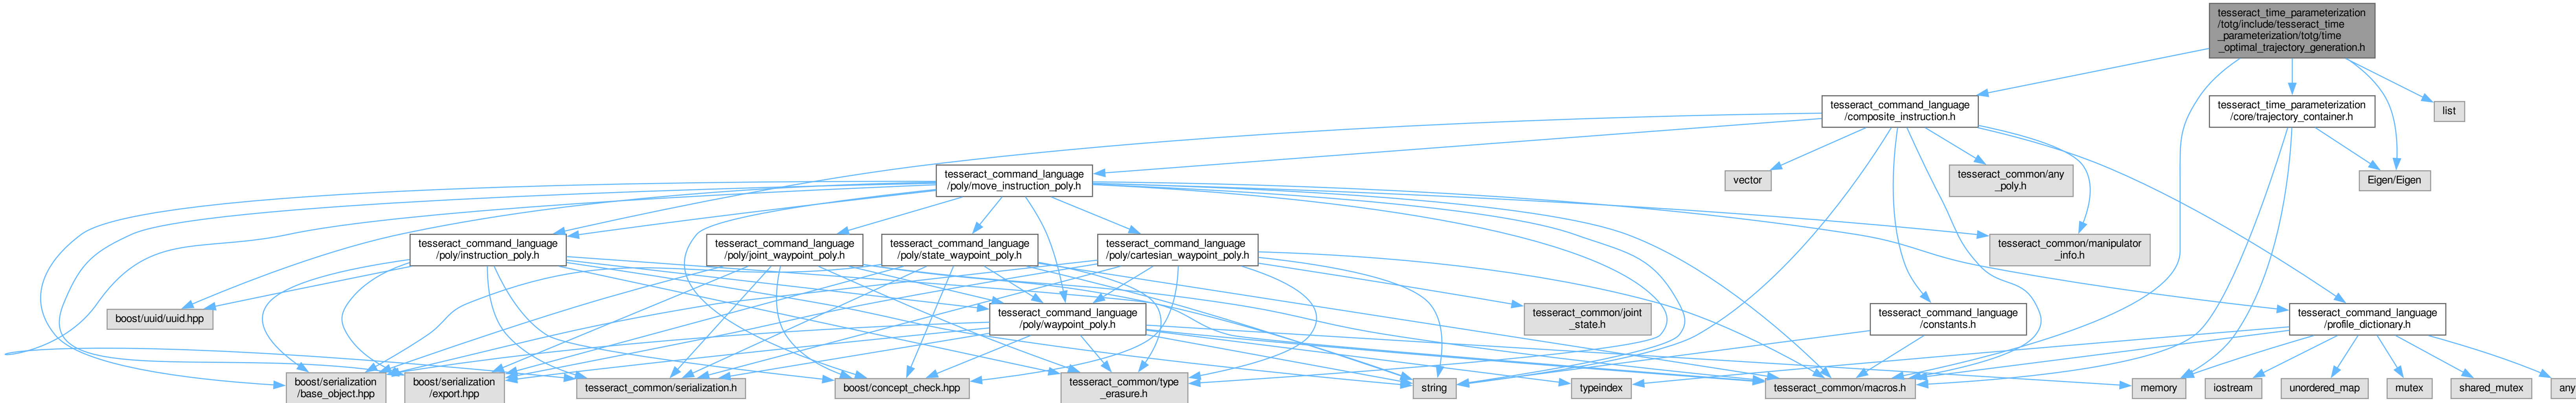 tesseract_time_parameterization
/totg/include/tesseract_time
_parameterization/totg/time
_optimal_trajectory_generation.h
tesseract_command_language
/composite_instruction.h
tesseract_time_parameterization
/core/trajectory_container.h
list
tesseract_command_language
/poly/move_instruction_poly.h
vector
tesseract_common/any
_poly.h
Eigen/Eigen
tesseract_command_language
/poly/instruction_poly.h
tesseract_command_language
/poly/joint_waypoint_poly.h
tesseract_command_language
/poly/state_waypoint_poly.h
tesseract_command_language
/poly/cartesian_waypoint_poly.h
tesseract_common/manipulator
_info.h
boost/uuid/uuid.hpp
tesseract_command_language
/poly/waypoint_poly.h
tesseract_common/joint
_state.h
tesseract_command_language
/constants.h
tesseract_command_language
/profile_dictionary.h
boost/serialization
/base_object.hpp
boost/serialization
/export.hpp
tesseract_common/serialization.h
boost/concept_check.hpp
tesseract_common/type
_erasure.h
string
typeindex
tesseract_common/macros.h
memory
iostream
unordered_map
mutex
shared_mutex
any